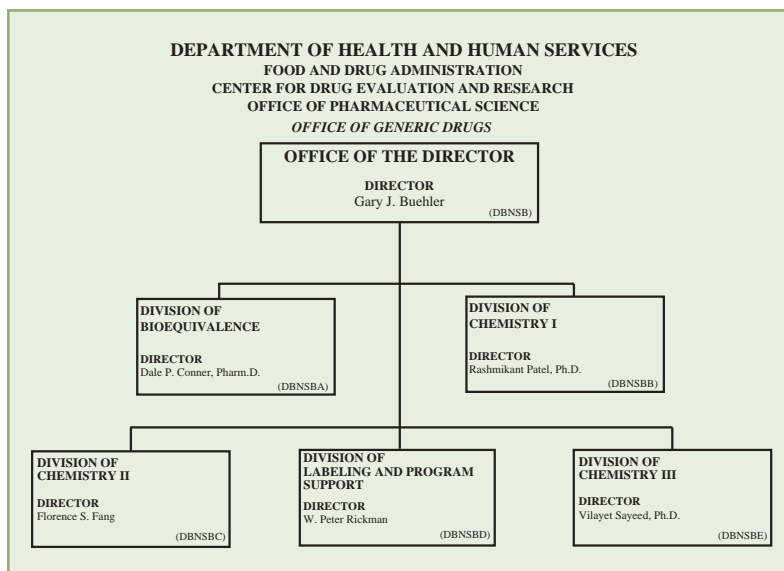 DEPARTMENT OF HEALTH AND HUMAN SERVICES
FOOD AND DRUG ADMINISTRATION
CENTER FOR DRUG EVALUATION AND RESEARCH
OFFICE OF PHARMACEUTICAL SCIENCE
OFFICE OF GENERIC DRUGS
OFFICE OF THE DIRECTOR
DIRECTOR
Gary J. Buehler
(DBNSB)
DIVISION OF
BIOEQUIVALENCE
DIRECTOR
Dale P. Conner, Pharm.D.
(DBNSBA)
DIVISION OF
CHEMISTRY I
DIRECTOR
Rashmikant Patel, Ph.D.
(DBNSBB)
DIVISION OF
CHEMISTRY II
DIRECTOR
Florence S. Fang
(DBNSBC)
DIVISION OF
LABELING AND PROGRAM
SUPPORT
DIRECTOR
W. Peter Rickman
(DBNSBD)
DIVISION OF
CHEMISTRY III
DIRECTOR
Vilayet Sayeed, Ph.D.
(DBNSBE)